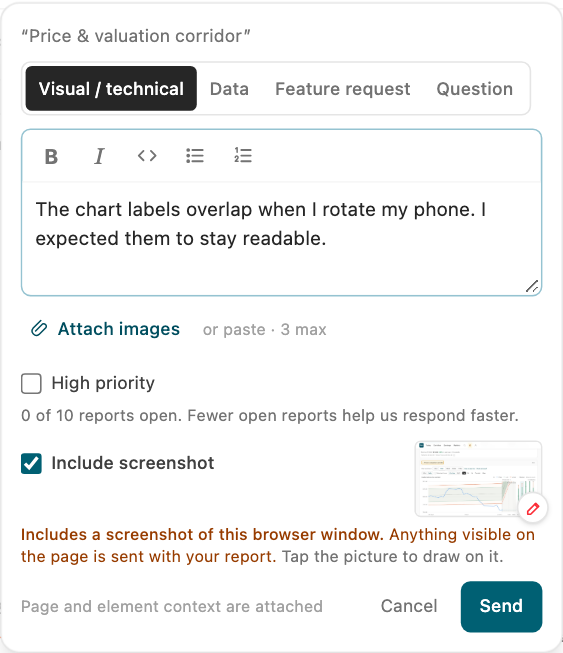 “Price & valuation corridor”
Visual / technical Data Feature request Question
B I <> 1 2
The chart labels overlap when I rotate my phone. I
expected them to stay readable.
Attach images or paste · 3 max
High priority
0 of 10 reports open. Fewer open reports help us respond faster.
Include screenshot
Includes a screenshot of this browser window. Anything visible on
the page is sent with your report. Tap the picture to draw on it.
Page and element context are attached Cancel Send